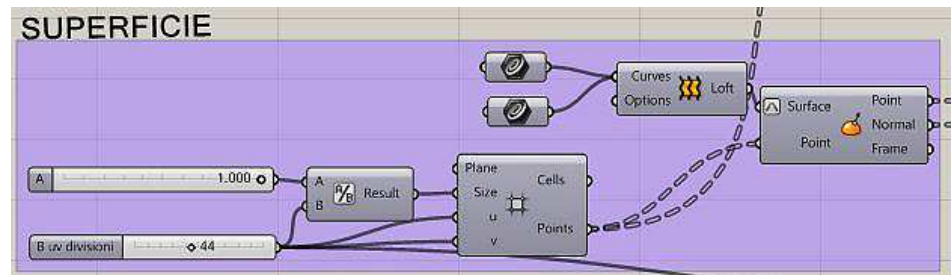 SUPERFICIE
Curves
Options
Loft
Surface
Point
Point
Normal
Frame
A
1.000
A
B
A/B
Result
Plane
Size
u
v
Cells
Points
B uv divisioni
44